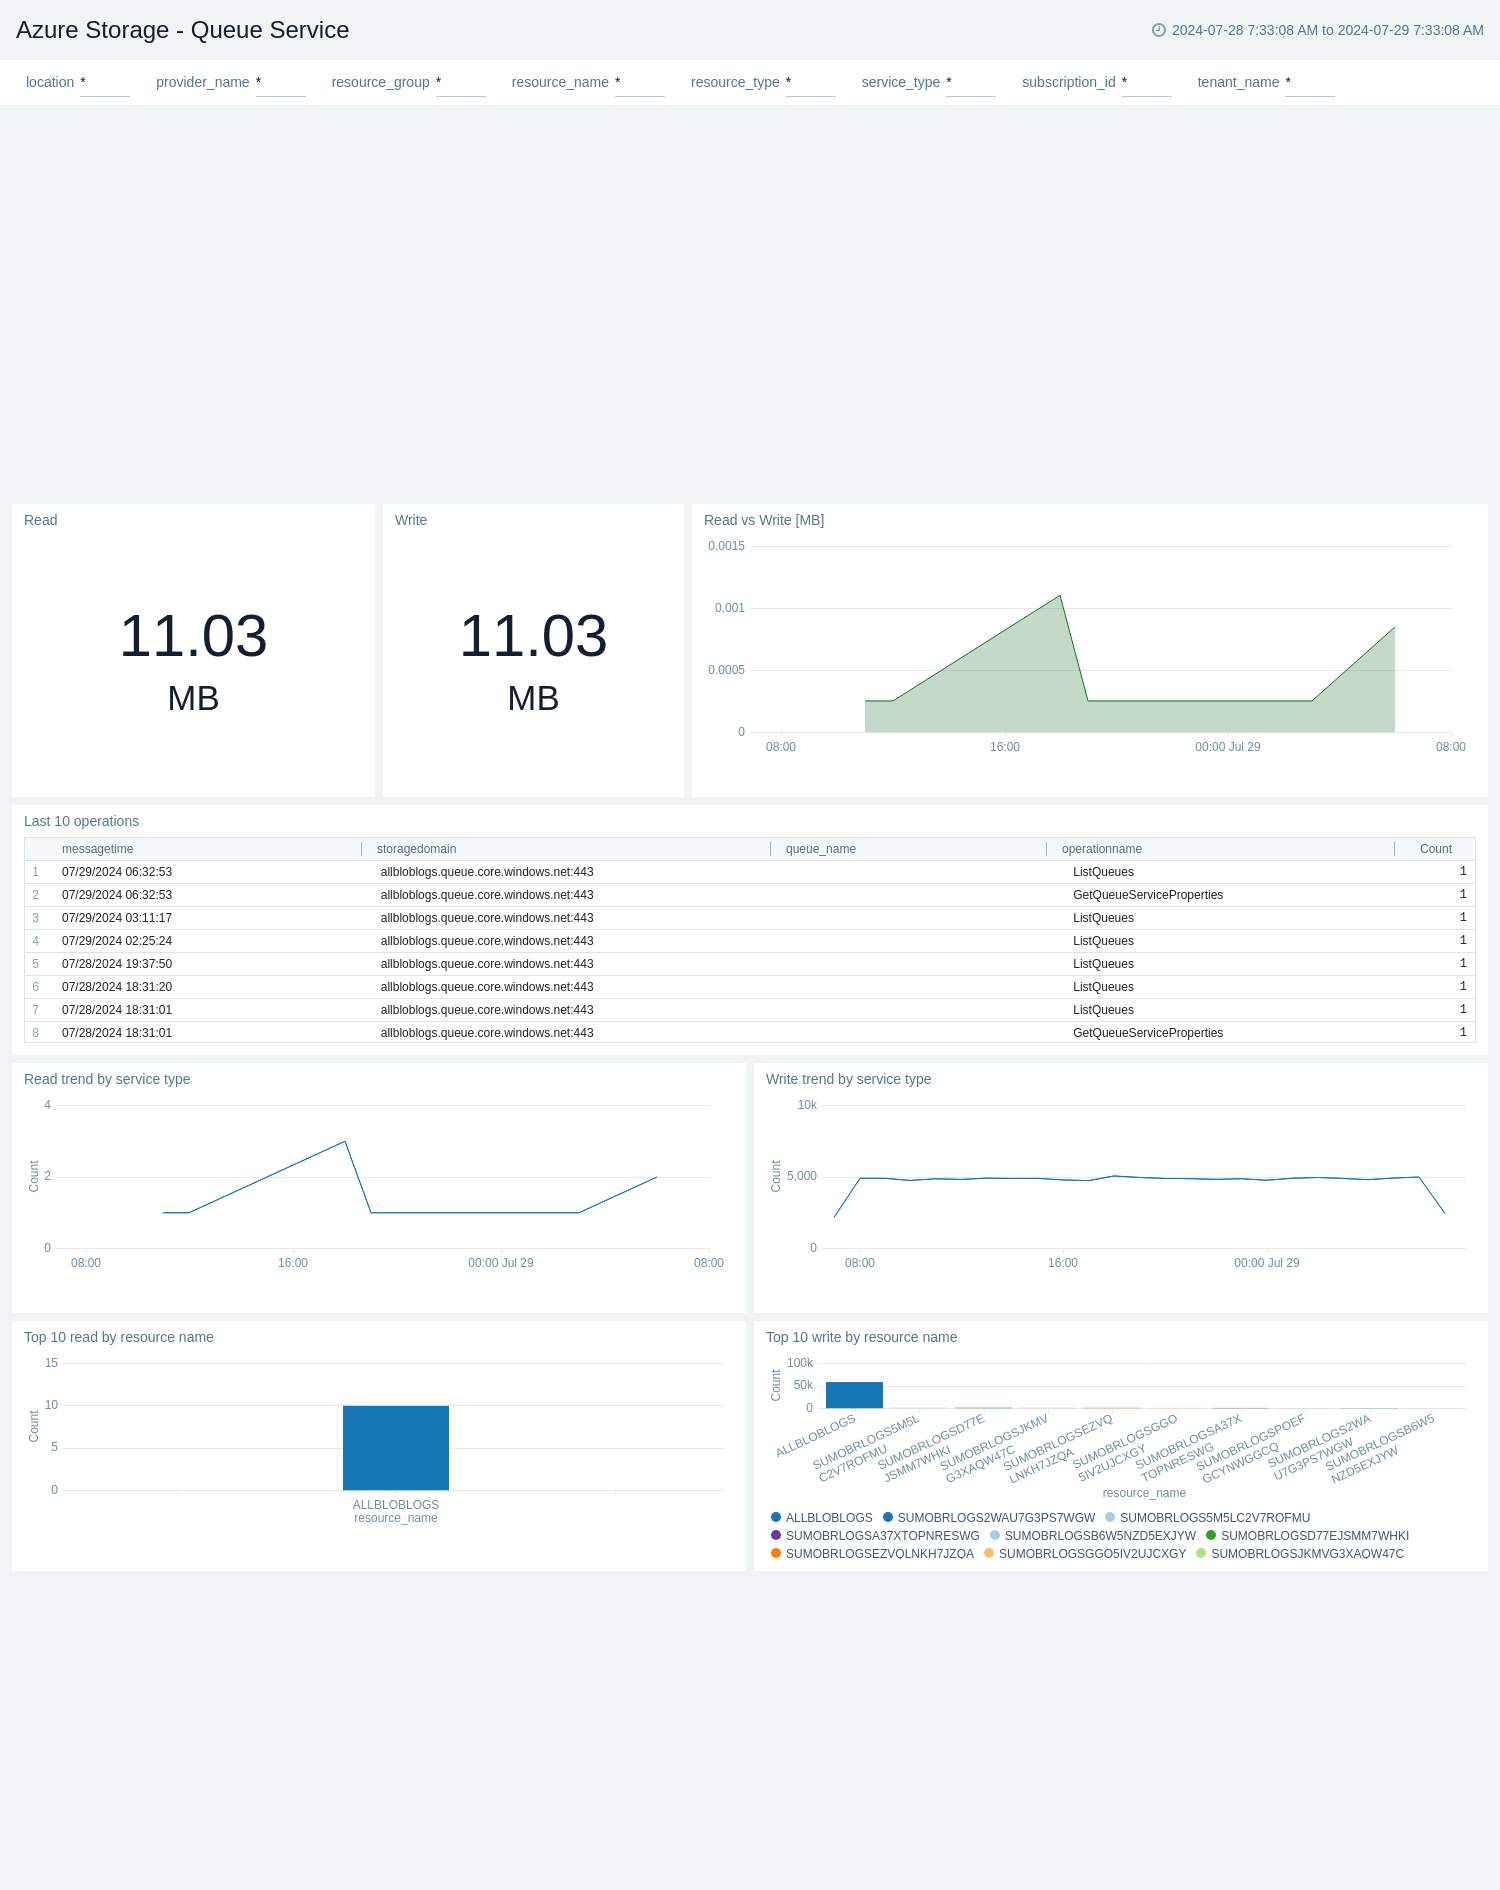 Azure Storage - Queue Service
2024-07-28 7:33:08 AM to 2024-07-29 7:33:08 AM
location * provider_name * resource_group * resource_name * resource_type * service_type * subscription_id * tenant_name *
Read
11.03
MB
Write
11.03
MB
Read vs Write [MB]
0.0015
0.001
0.0005
0
08:00 16:00 00:00 Jul 29 08:00
Last 10 operations
messagetime storagedomain queue_name operationname Count
1 07/29/2024 06:32:53 allbloblogs.queue.core.windows.net:443 ListQueues 1
2 07/29/2024 06:32:53 allbloblogs.queue.core.windows.net:443 GetQueueServiceProperties 1
3 07/29/2024 03:11:17 allbloblogs.queue.core.windows.net:443 ListQueues 1
4 07/29/2024 02:25:24 allbloblogs.queue.core.windows.net:443 ListQueues 1
5 07/28/2024 19:37:50 allbloblogs.queue.core.windows.net:443 ListQueues 1
6 07/28/2024 18:31:20 allbloblogs.queue.core.windows.net:443 ListQueues 1
7 07/28/2024 18:31:01 allbloblogs.queue.core.windows.net:443 ListQueues 1
8 07/28/2024 18:31:01 allbloblogs.queue.core.windows.net:443 GetQueueServiceProperties 1
Read trend by service type
Count
4
2
0
08:00 16:00 00:00 Jul 29 08:00
Write trend by service type
Count
10k
5,000
0
08:00 16:00 00:00 Jul 29
Top 10 read by resource name
Count
15
10
5
0
ALLBLOBLOGS
resource_name
Top 10 write by resource name
Count
100k
50k
0
ALLBLOBLOGS
SUMOBRLOGS5M5L
C2V7ROFMU
SUMOBRLOGSD77E
JSMM7WHKI
SUMOBRLOGSJKMV
G3XAQW47C
SUMOBRLOGSEZVQ
LNKH7JZQA
SUMOBRLOGSGGO
5IV2UJCXGY
SUMOBRLOGSA37X
TOPNRESWG
SUMOBRLOGSPOEF
GCYNWGGCQ
SUMOBRLOGS2WA
U7G3PS7WGW
SUMOBRLOGSB6W5
NZD5EXJYW
resource_name
ALLBLOBLOGS SUMOBRLOGS2WAU7G3PS7WGW SUMOBRLOGS5M5LC2V7ROFMU
SUMOBRLOGSA37XTOPNRESWG SUMOBRLOGSB6W5NZD5EXJYW SUMOBRLOGSD77EJSMM7WHKI
SUMOBRLOGSEZVQLNKH7JZQA SUMOBRLOGSGGO5IV2UJCXGY SUMOBRLOGSJKMVG3XAQW47C